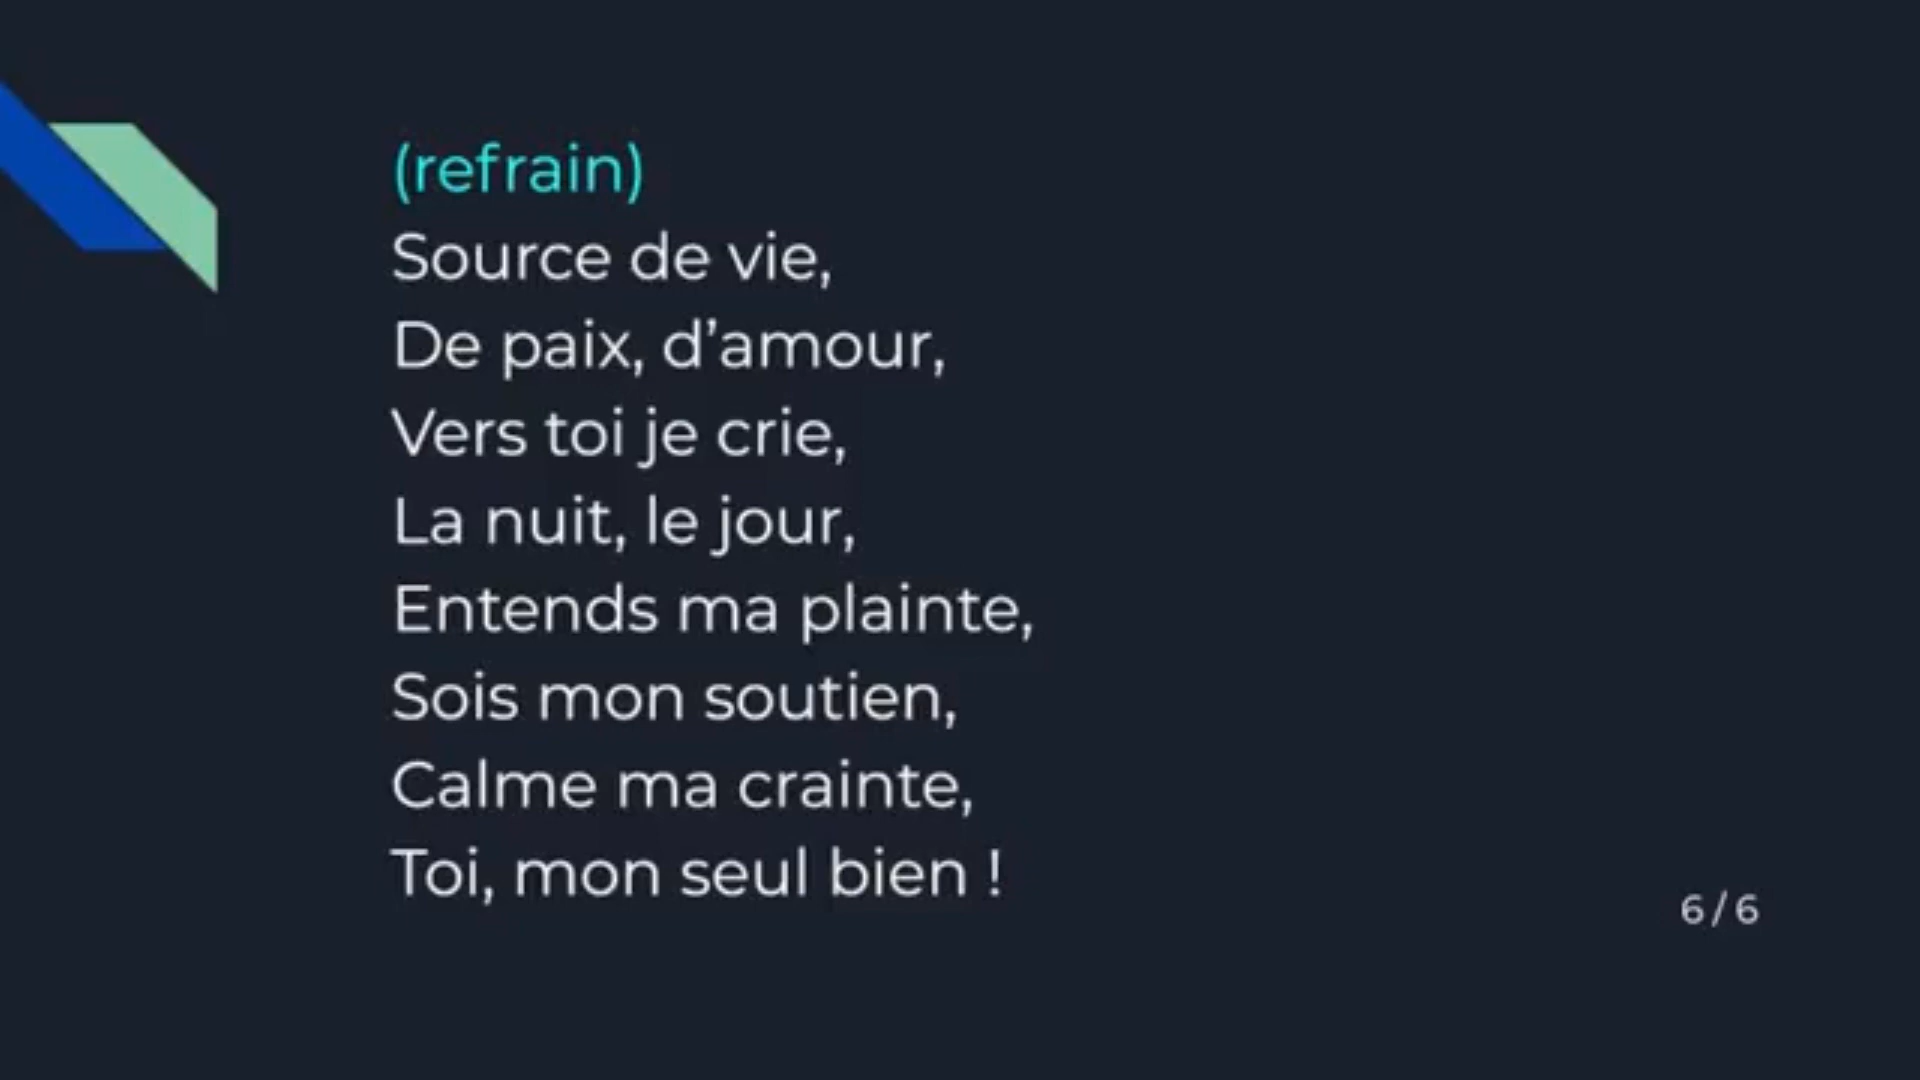 (refrain)
Source de vie,
De paix, d’amour,
Vers toi je crie,
La nuit, le jour,
Entends ma plainte,
Sois mon soutien,
Calme ma crainte,
Toi, mon seul bien !
6 / 6